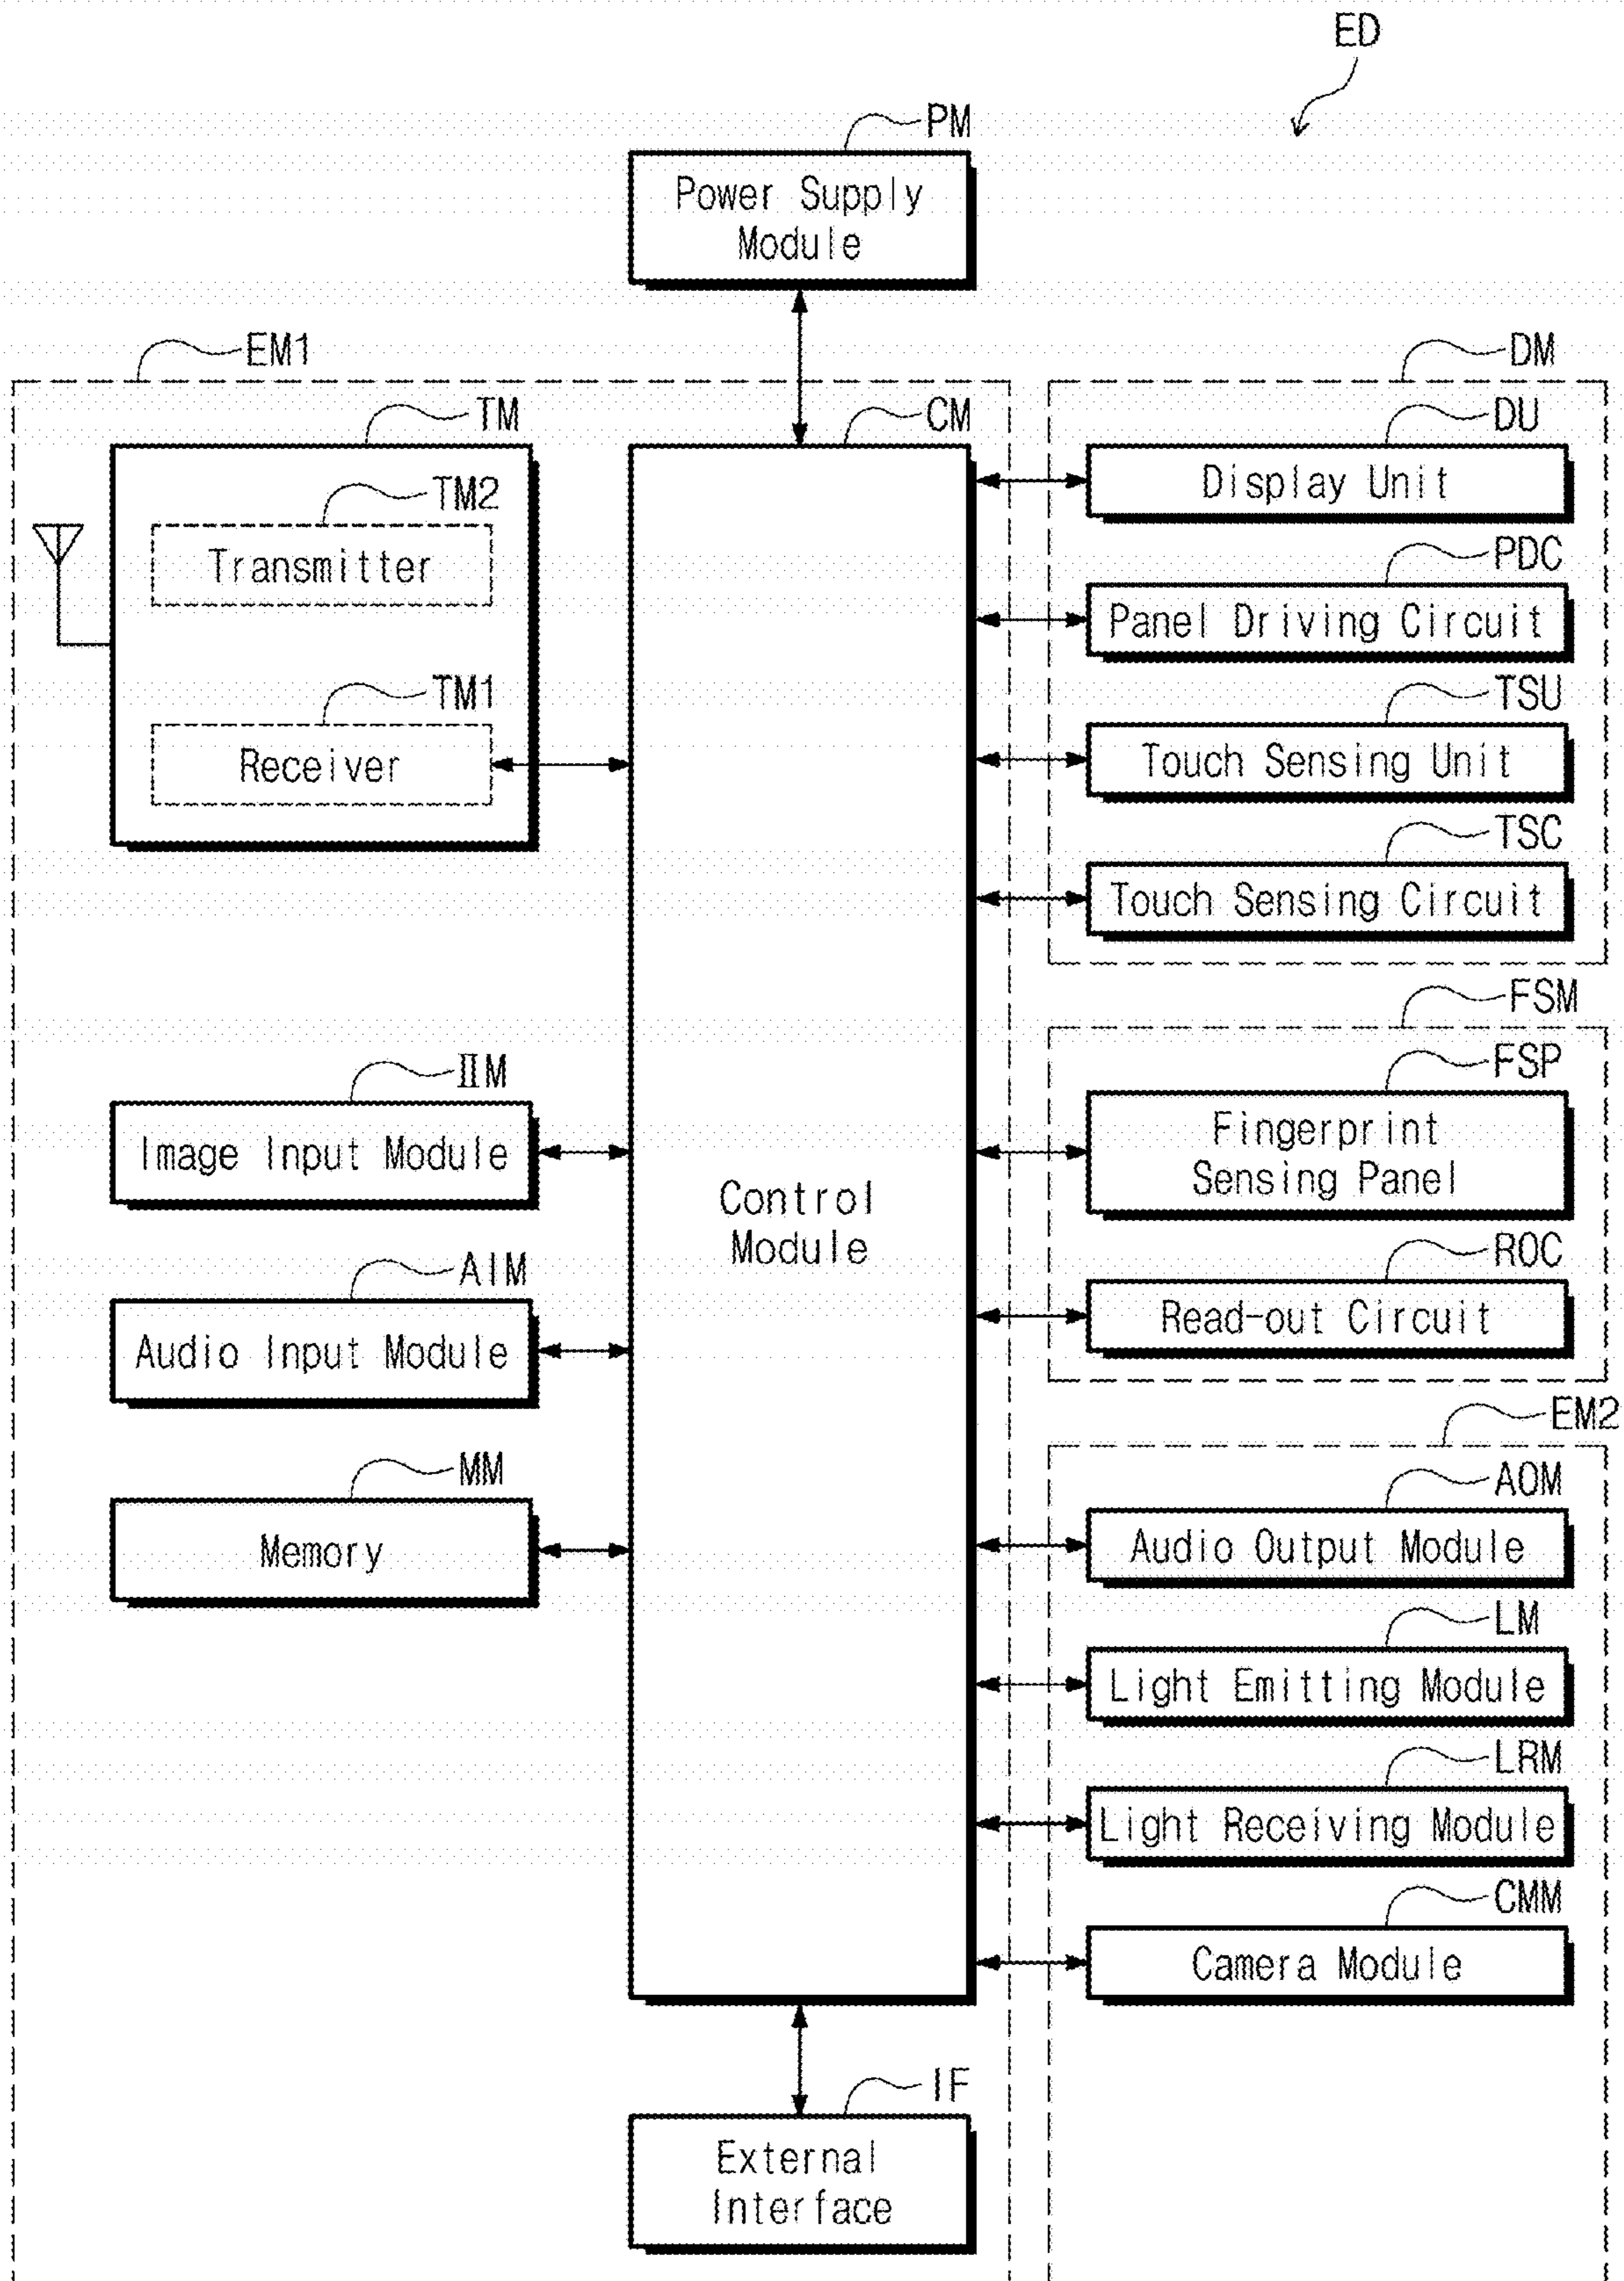 ED
PM
Power Supply
Module
EM1
DM
TM
CM
DU
Display Unit
TM2
Transmitter
PDC
Panel Driving Circuit
TM1
Receiver
TSU
Touch Sensing Unit
TSC
Touch Sensing Circuit
FSM
IIM
Image Input Module
FSP
Fingerprint
Sensing Panel
Control
Module
AIM
Audio Input Module
ROC
Read-out Circuit
EM2
MM
Memory
AOM
Audio Output Module
LM
Light Emitting Module
LRM
Light Receiving Module
CMM
Camera Module
IF
External
Interface